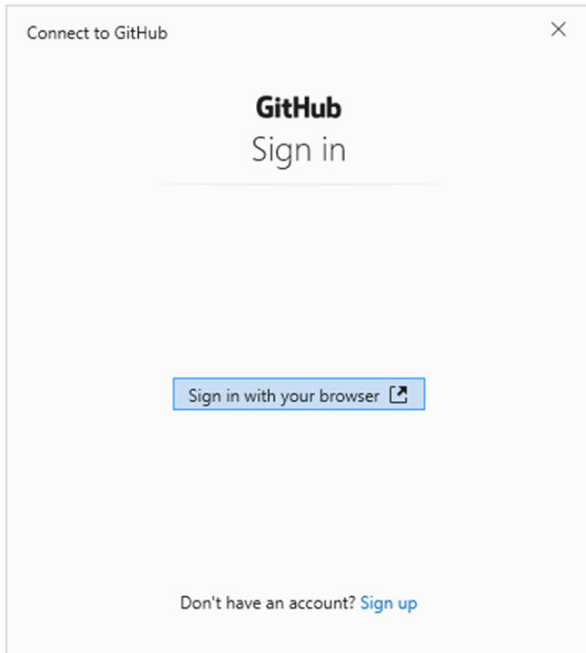 Connect to GitHub
GitHub
Sign in
Sign in with your browser
Don't have an account? Sign up